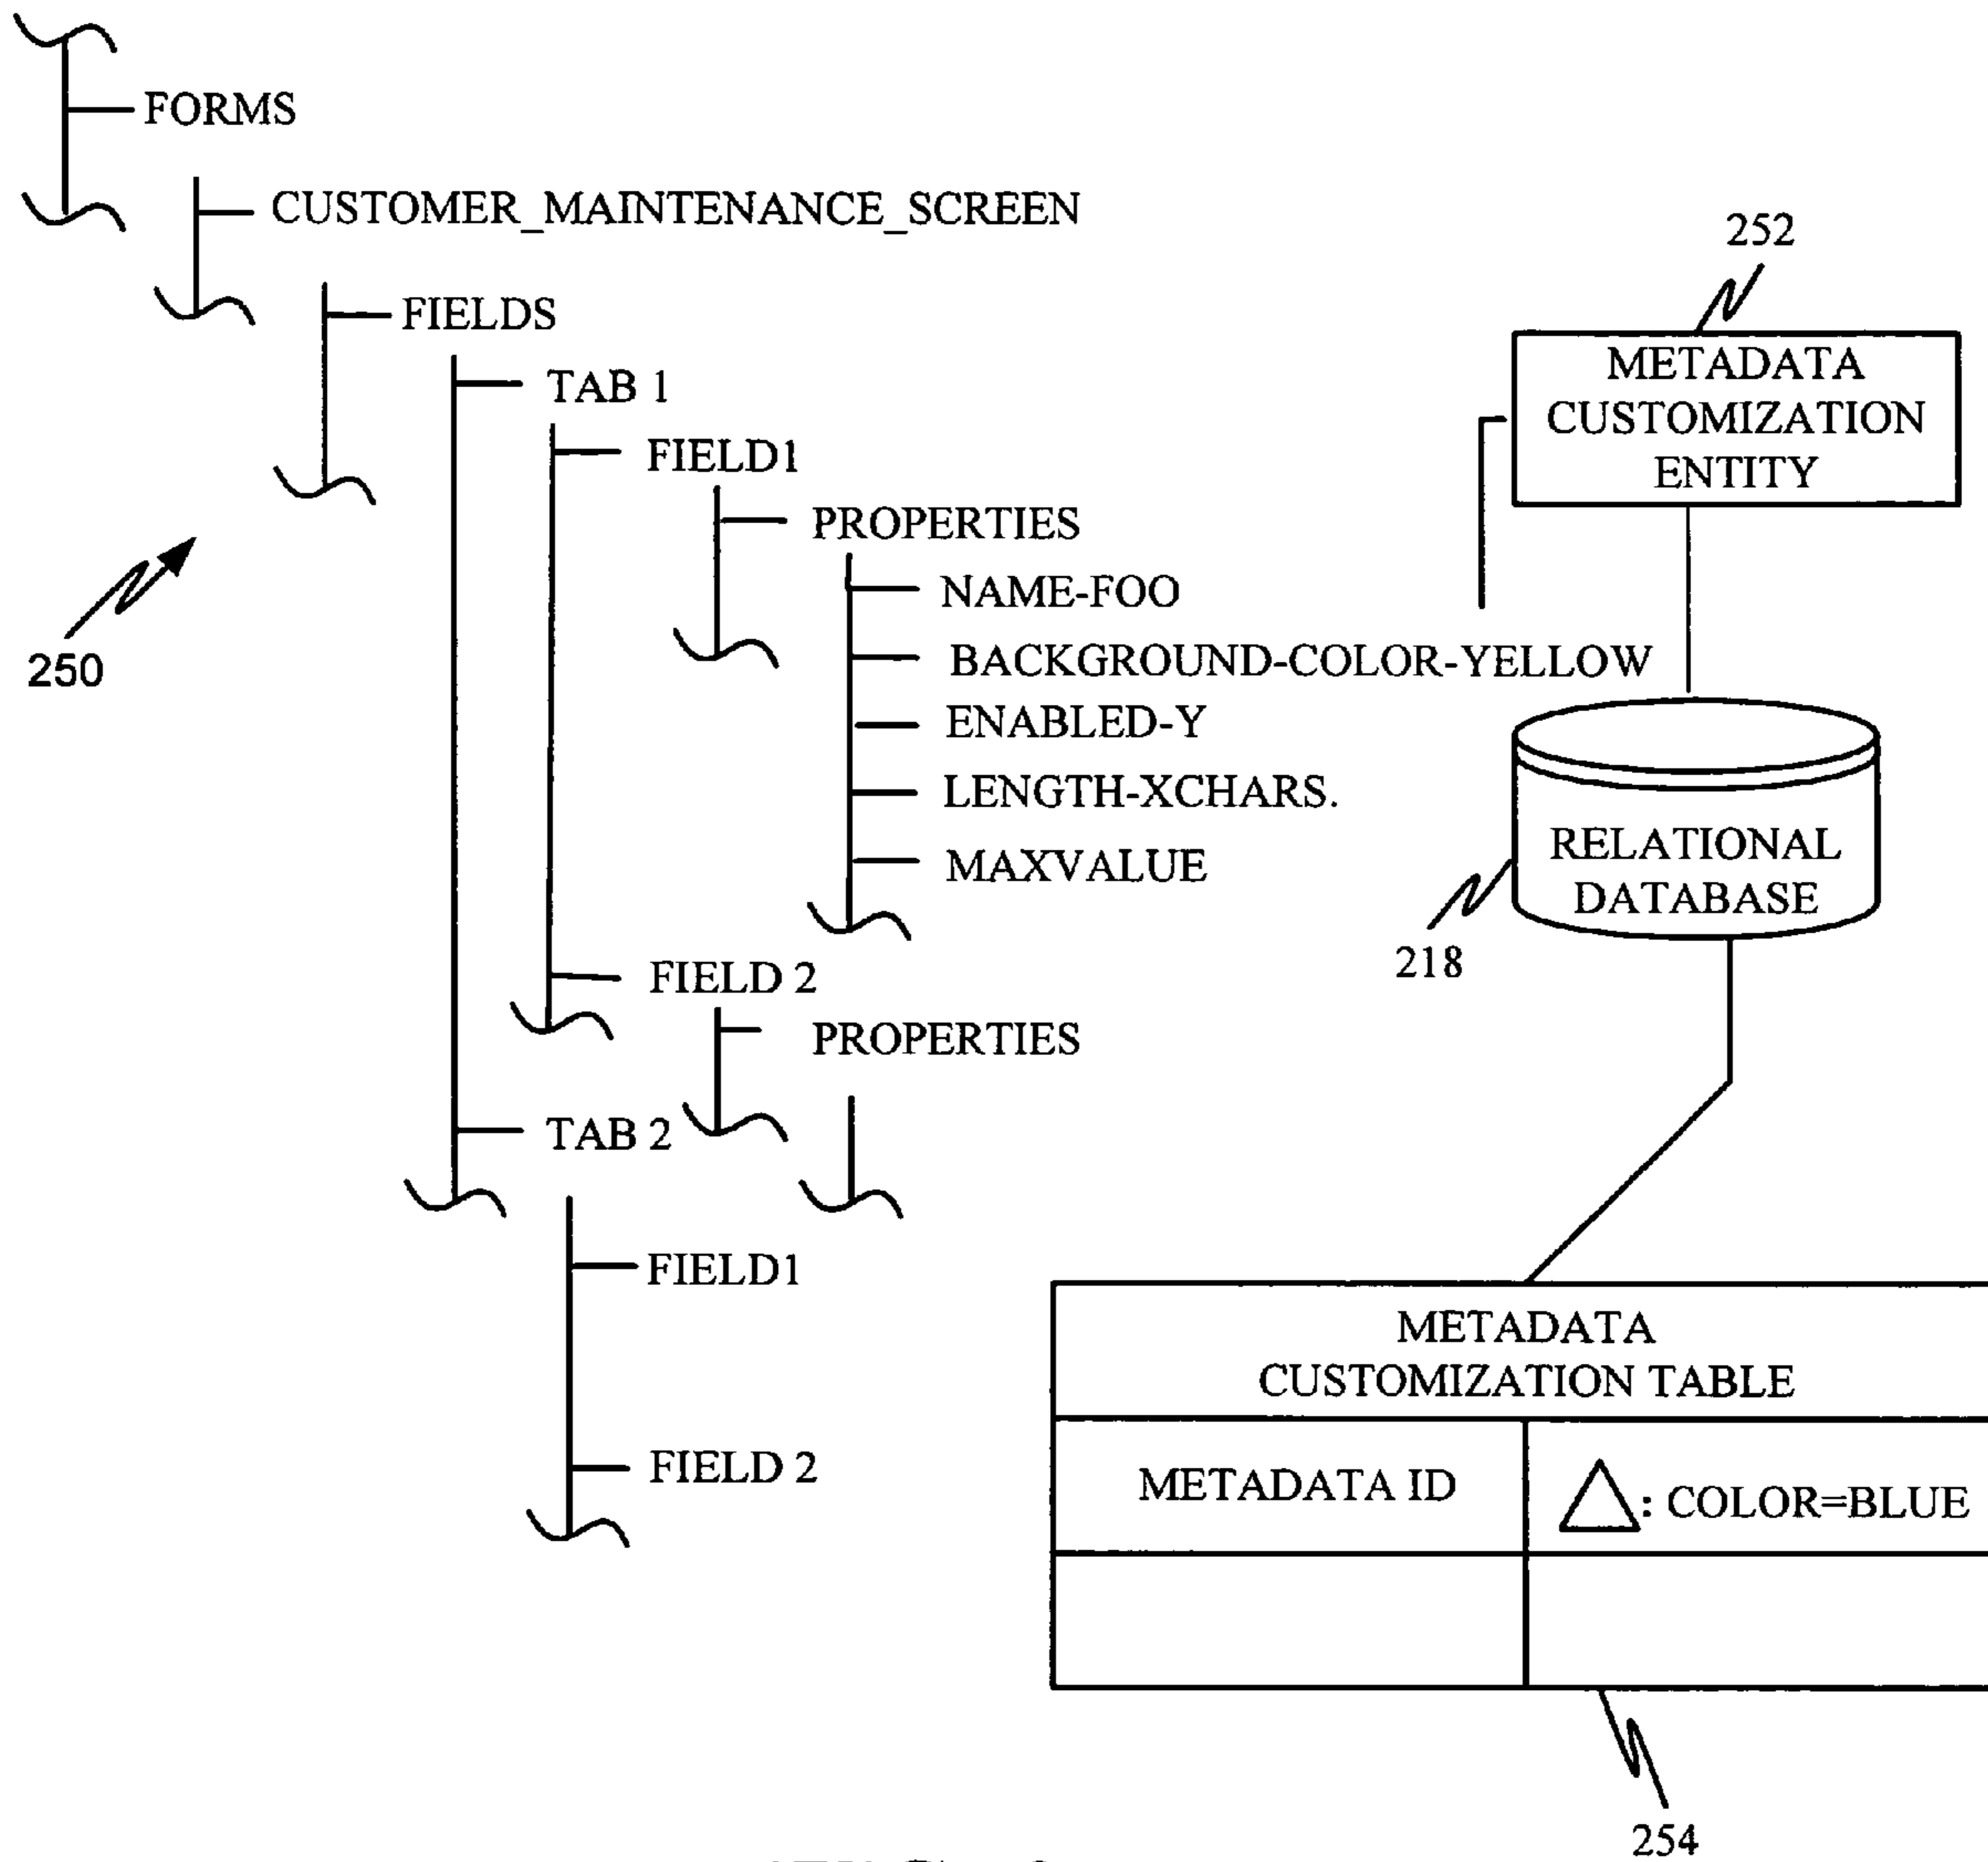 FORMS
CUSTOMER_MAINTENANCE_SCREEN
FIELDS
TAB 1
FIELD1
PROPERTIES
NAME-FOO
BACKGROUND-COLOR-YELLOW
ENABLED-Y
LENGTH-XCHARS.
MAXVALUE
FIELD 2
PROPERTIES
TAB 2
FIELD1
FIELD 2
250
252
METADATA
CUSTOMIZATION
ENTITY
RELATIONAL
DATABASE
218
METADATA
CUSTOMIZATION TABLE
METADATA ID
△: COLOR=BLUE
254